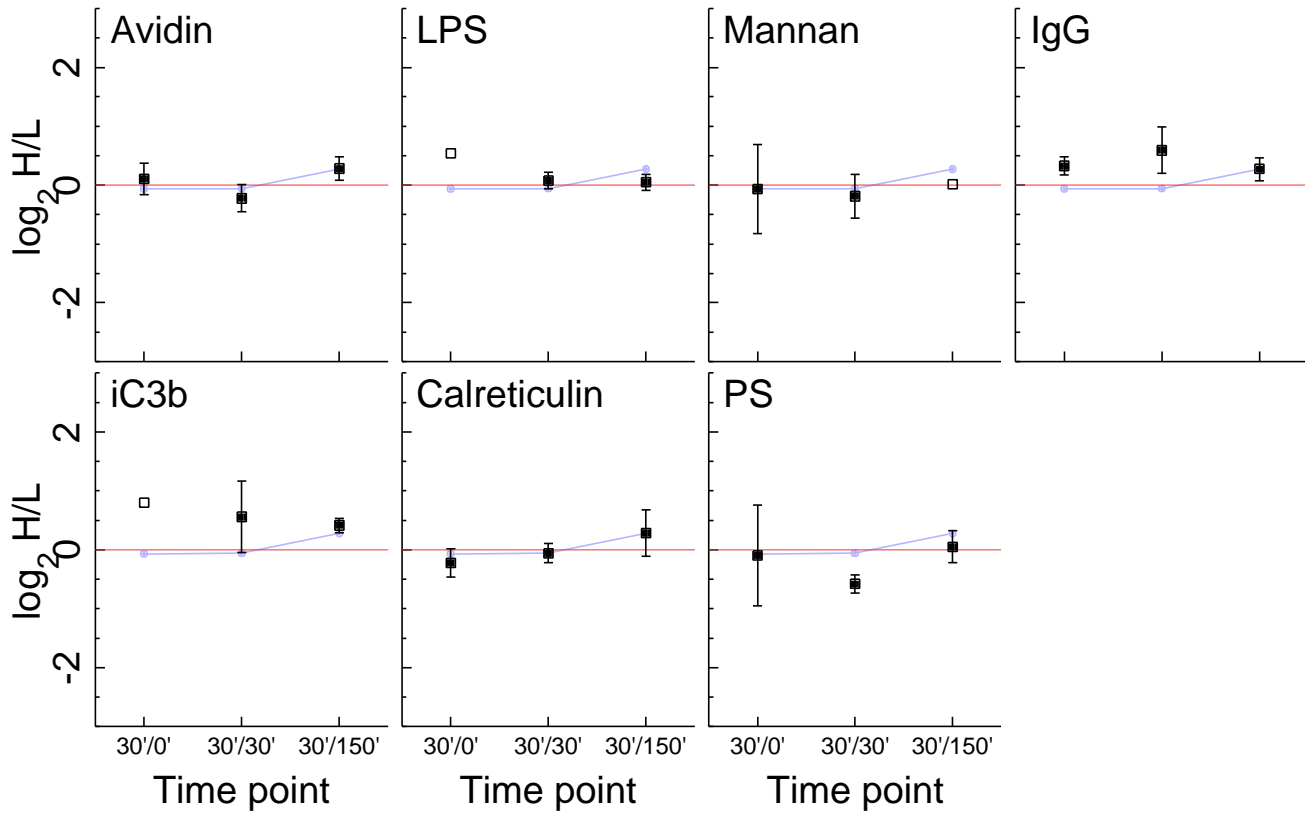 Avidin LPS Mannan IgG
2
0
-2
log2 H/L
iC3b Calreticulin PS
2
0
-2
log2 H/L
30'/0' 30'/30' 30'/150' 30'/0' 30'/30' 30'/150' 30'/0' 30'/30' 30'/150'
Time point Time point Time point